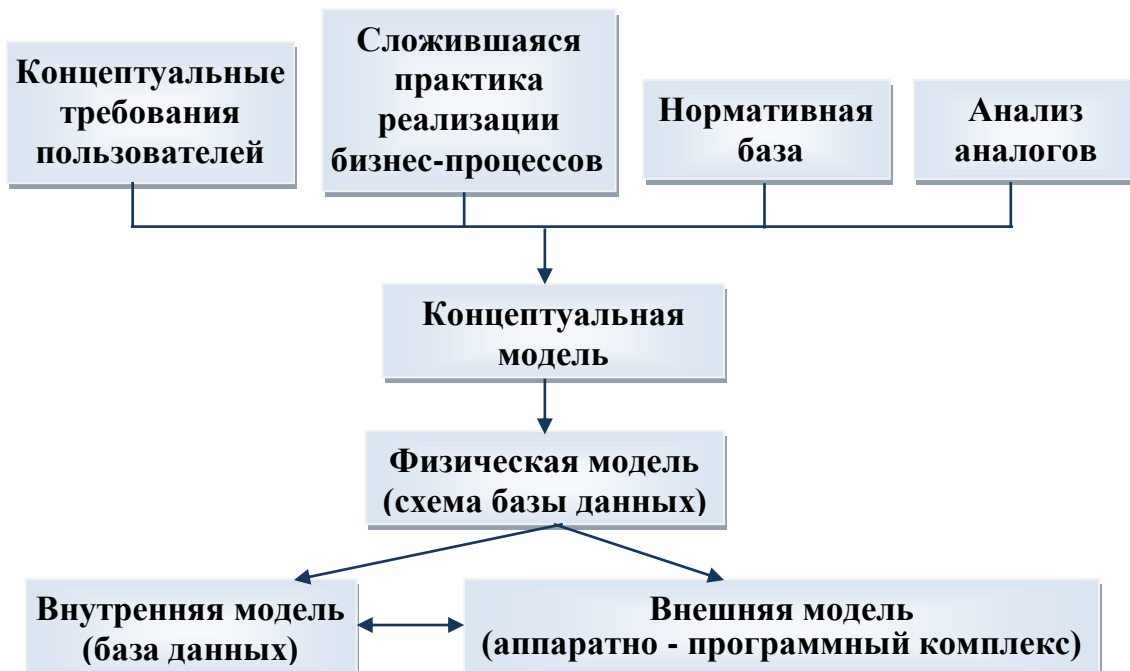 Концептуальные
требования
пользователей
Сложившаяся
практика
реализации
бизнес-процессов
Нормативная
база
Анализ
аналогов
Концептуальная
модель
Физическая модель
(схема базы данных)
Внутренняя модель
(база данных)
Внешняя модель
(аппаратно - программный комплекс)